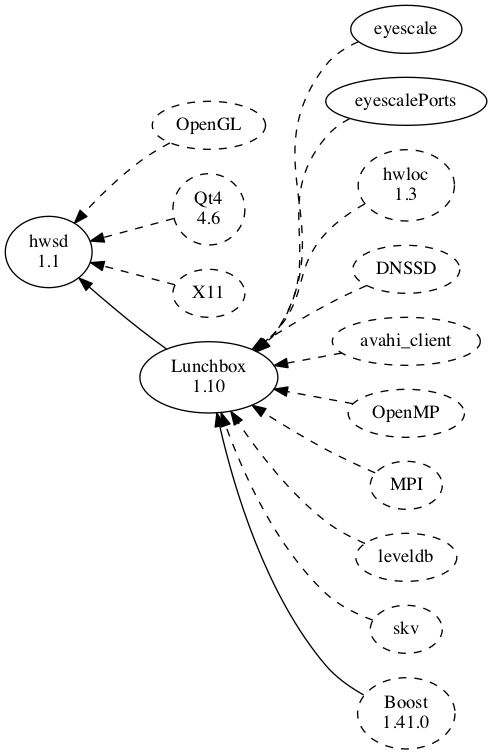 eyescale
eyescalePorts
OpenGL
hwloc
1.3
Qt4
4.6
hwsd
1.1
DNSSD
X11
avahi_client
Lunchbox
1.10
OpenMP
MPI
leveldb
skv
Boost
1.41.0